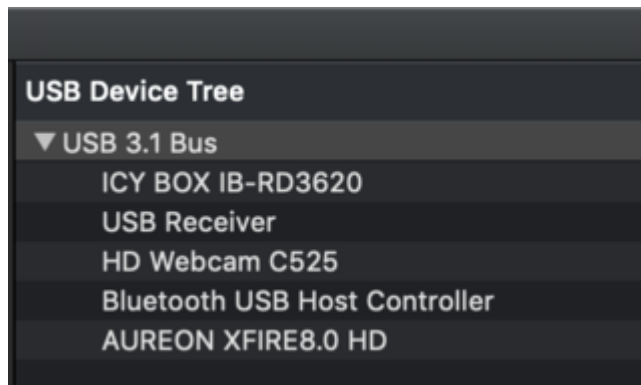 USB Device Tree
USB 3.1 Bus
ICY BOX IB-RD3620
USB Receiver
HD Webcam C525
Bluetooth USB Host Controller
AUREON XFIRE8.0 HD